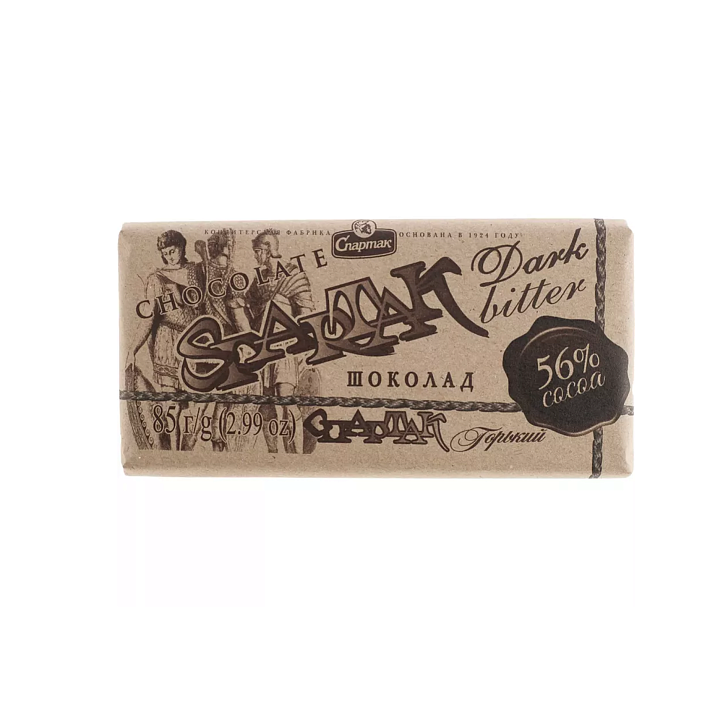 КОНДИТЕРСКАЯ ФАБРИКА
ОСНОВАНА В 1924 ГОДУ
Спартак
CHOCOLATE
SPARTAK
Dark
bitter
ШОКОЛАД
56%
cocoa
85 г/g (2.99 oz)
СПАРТАК
Горький